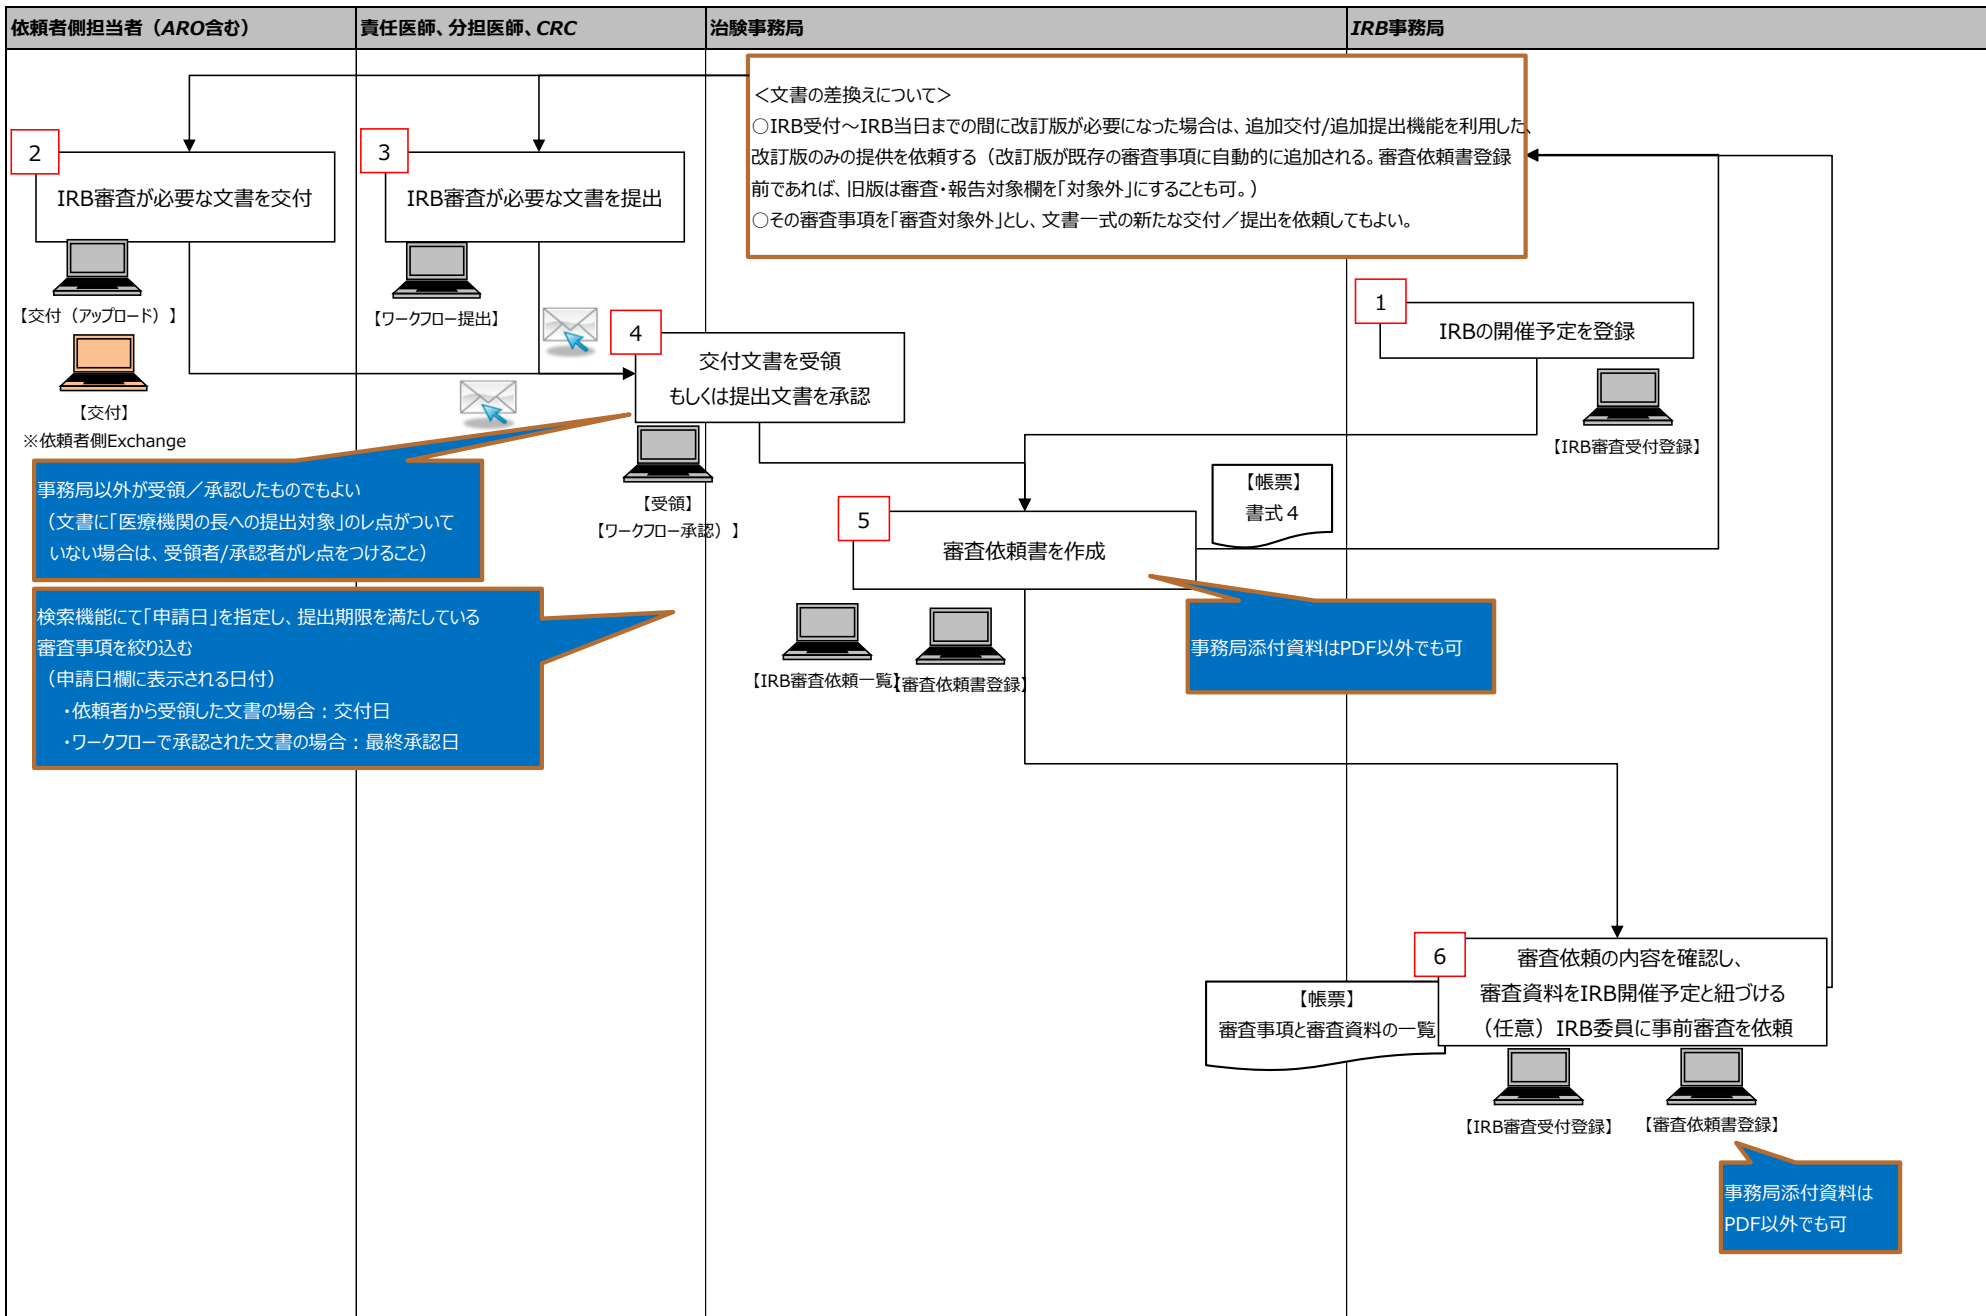 依頼者側担当者（ARO含む）
責任医師、分担医師、CRC
治験事務局
IRB事務局
＜文書の差換えについて＞
○IRB受付～IRB当日までの間に改訂版が必要になった場合は、追加交付/追加提出機能を利用した、
改訂版のみの提供を依頼する（改訂版が既存の審査事項に自動的に追加される。審査依頼書登録
前であれば、旧版は審査・報告対象欄を「対象外」にすることも可。）
○その審査事項を「審査対象外」とし、文書一式の新たな交付／提出を依頼してもよい。
2
IRB審査が必要な文書を交付
【交付（アップロード）】
【交付】
※依頼者側Exchange
3
IRB審査が必要な文書を提出
【ワークフロー提出】
1
IRBの開催予定を登録
【IRB審査受付登録】
4
交付文書を受領
もしくは提出文書を承認
【受領】
【ワークフロー承認）】
事務局以外が受領／承認したものでもよい
（文書に「医療機関の長への提出対象」のレ点がついて
いない場合は、受領者/承認者がレ点をつけること）
検索機能にて「申請日」を指定し、提出期限を満たしている
審査事項を絞り込む
（申請日欄に表示される日付）
・依頼者から受領した文書の場合：交付日
・ワークフローで承認された文書の場合：最終承認日
5
審査依頼書を作成
【帳票】
書式４
【IRB審査依頼一覧】
【審査依頼書登録】
事務局添付資料はPDF以外でも可
6
審査依頼の内容を確認し、
審査資料をIRB開催予定と紐づける
（任意）IRB委員に事前審査を依頼
【帳票】
審査事項と審査資料の一覧
【IRB審査受付登録】
【審査依頼書登録】
事務局添付資料は
PDF以外でも可